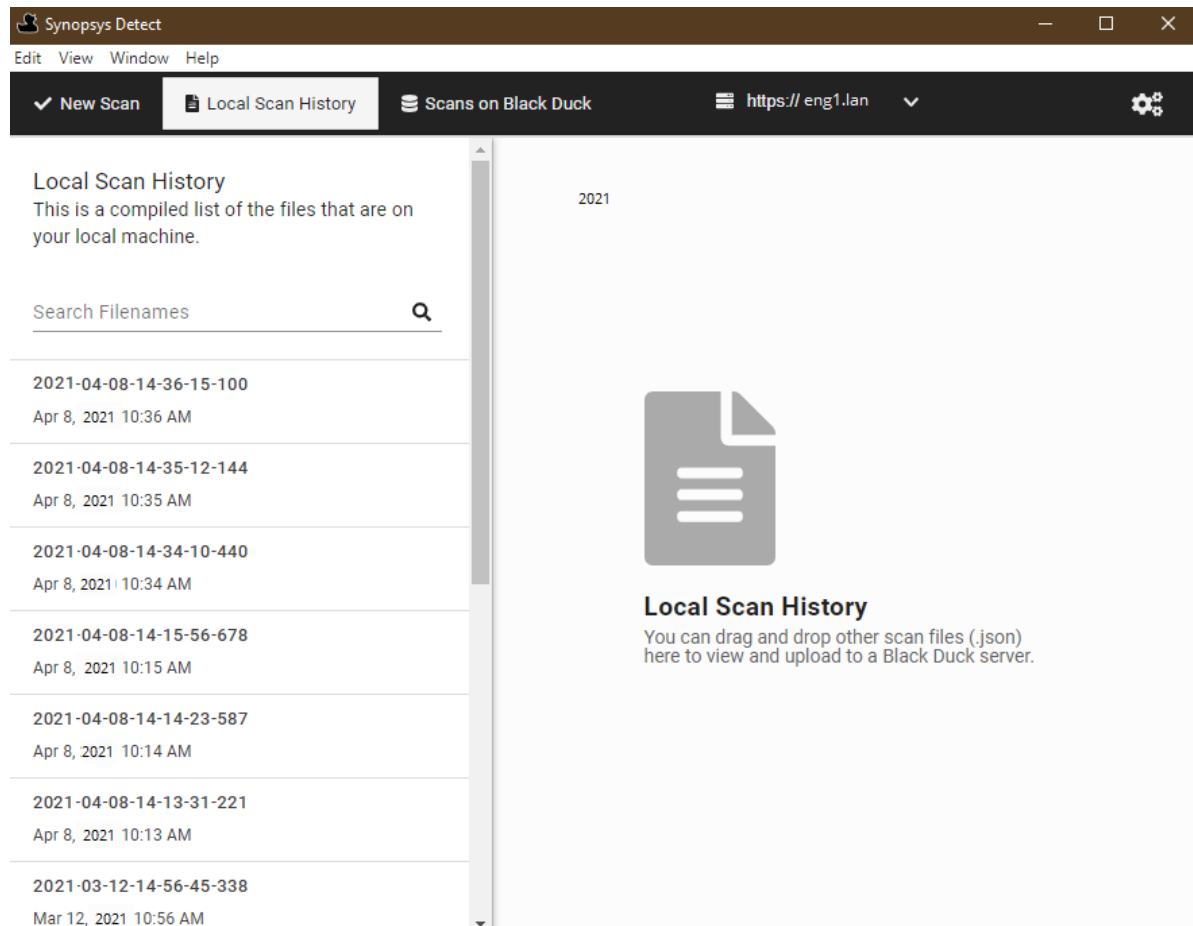 Synopsys Detect
Edit View Window Help
New Scan Local Scan History Scans on Black Duck https:// eng1.lan
Local Scan History
This is a compiled list of the files that are on
your local machine.
Search Filenames
2021-04-08-14-36-15-100
Apr 8, 2021 10:36 AM
2021-04-08-14-35-12-144
Apr 8, 2021 10:35 AM
2021-04-08-14-34-10-440
Apr 8, 2021 10:34 AM
2021-04-08-14-15-56-678
Apr 8, 2021 10:15 AM
2021-04-08-14-14-23-587
Apr 8, 2021 10:14 AM
2021-04-08-14-13-31-221
Apr 8, 2021 10:13 AM
2021-03-12-14-56-45-338
Mar 12, 2021 10:56 AM
2021
Local Scan History
You can drag and drop other scan files (.json)
here to view and upload to a Black Duck server.